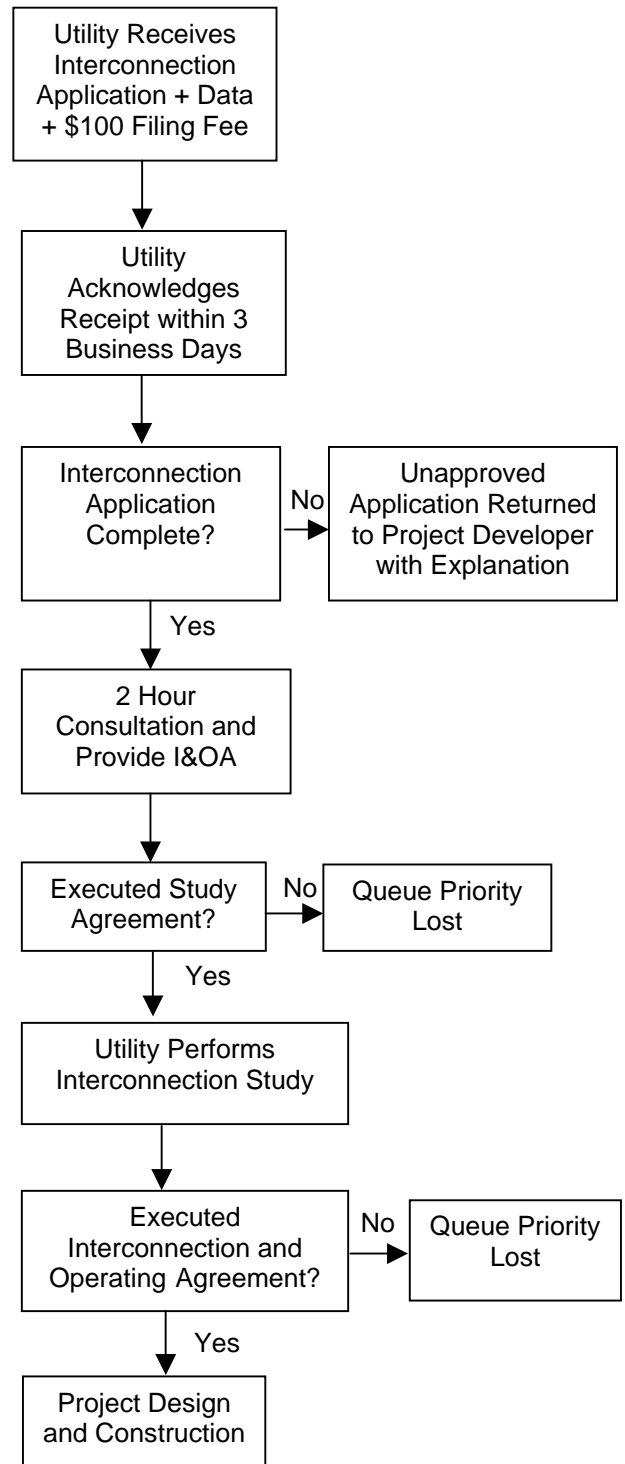 Utility Receives
Interconnection
Application + Data
+ $100 Filing Fee
Utility
Acknowledges
Receipt within 3
Business Days
Interconnection
Application
Complete?
No
Unapproved
Application Returned
to Project Developer
with Explanation
Yes
2 Hour
Consultation and
Provide I&OA
Executed Study
Agreement?
No
Queue Priority
Lost
Yes
Utility Performs
Interconnection Study
Executed
Interconnection and
Operating Agreement?
No
Queue Priority
Lost
Yes
Project Design
and Construction